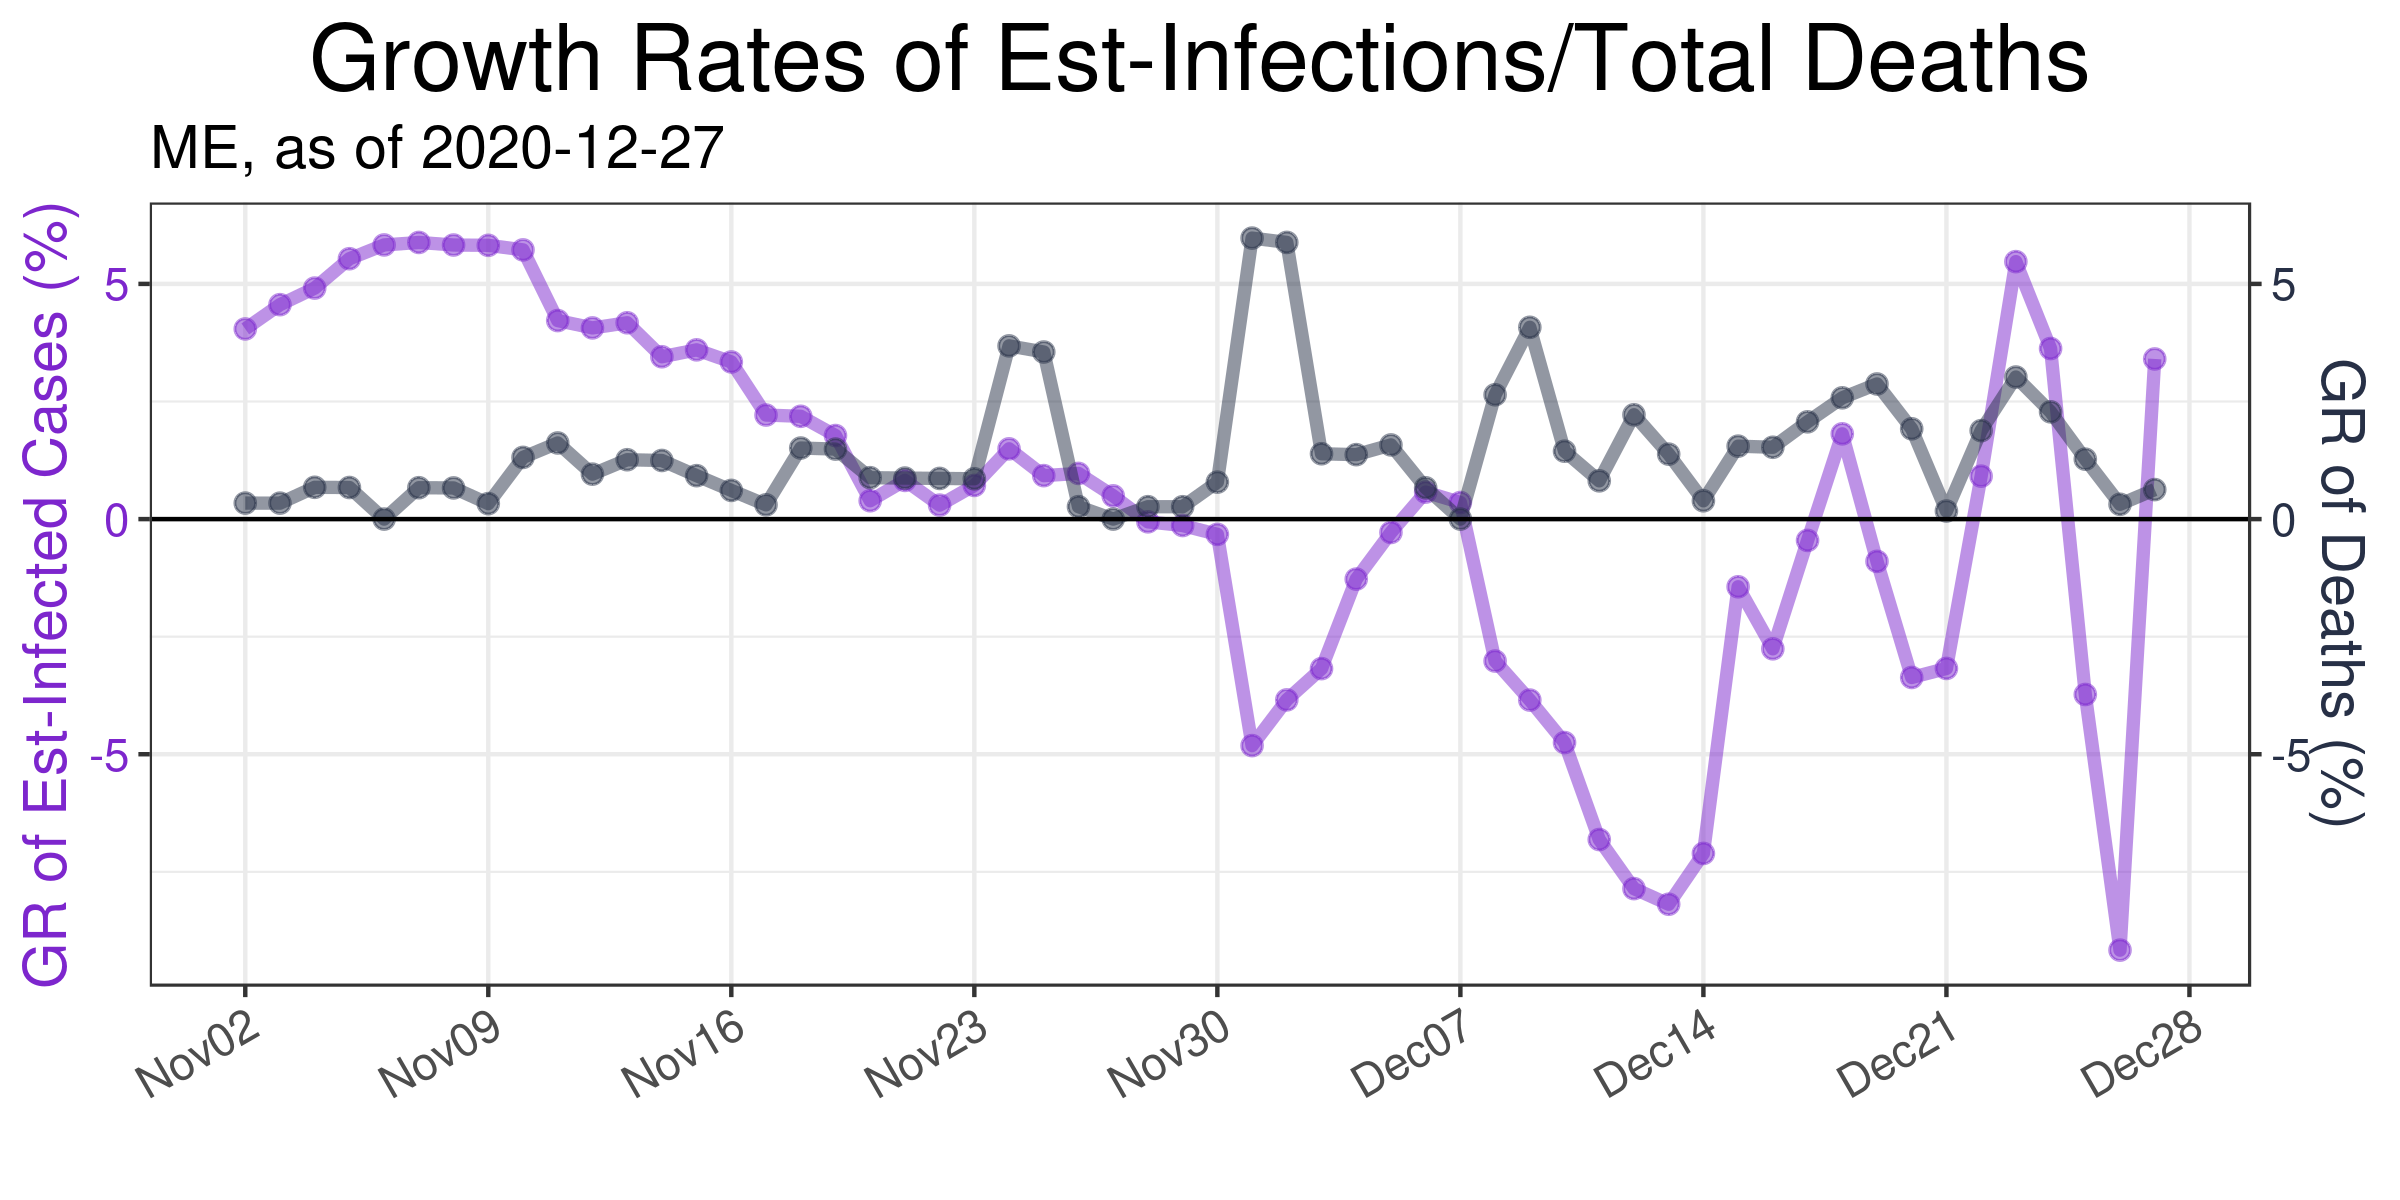 Growth Rates of Est-Infections/Total Deaths
ME, as of 2020-12-27
GR of Est-Infected Cases (%)
5
0
-5
5
0
-5
GR of Deaths (%)
Nov02
Nov09
Nov16
Nov23
Nov30
Dec07
Dec14
Dec21
Dec28